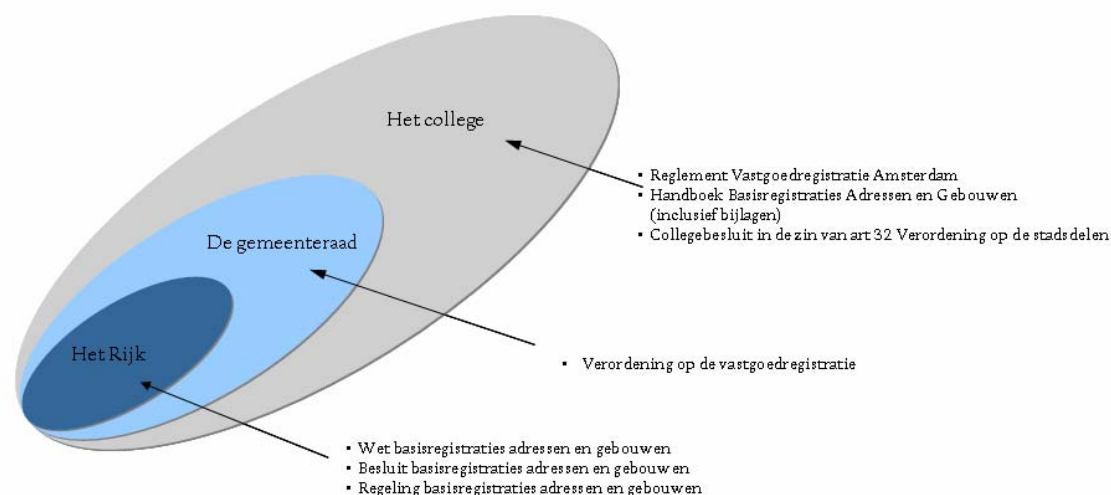 Het college
▪ Reglement Vastgoedregistratie Amsterdam
▪ Handboek Basisregistraties Adressen en Gebouwen
(inclusief bijlagen)
▪ Collegebesluit in de zin van art 32 Verordening op de stadsdelen
De gemeenteraad
▪ Verordening op de vastgoedregistratie
Het Rijk
▪ Wet basisregistraties adressen en gebouwen
▪ Besluit basisregistraties adressen en gebouwen
▪ Regeling basisregistraties adressen en gebouwen